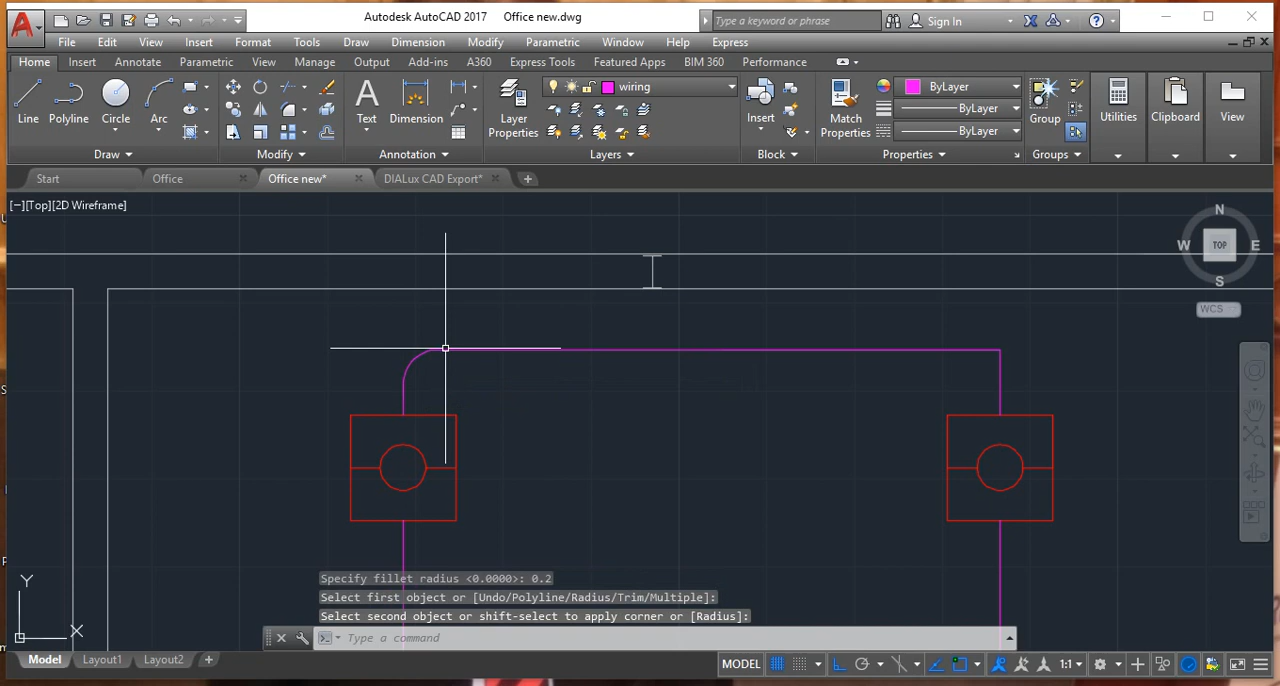 Autodesk AutoCAD 2017 Office new.dwg Type a keyword or phrase Sign In
File Edit View Insert Format Tools Draw Dimension Modify Parametric Window Help Express
Home Insert Annotate Parametric View Manage Output Add-ins A360 Express Tools Featured Apps BIM 360 Performance
wiring ByLayer
ByLayer
ByLayer
Line Polyline Circle Arc Text Dimension Layer Properties Insert Match Properties Group Utilities Clipboard View
Draw Modify Annotation Layers Block Properties Groups
Start Office Office new* DIALux CAD Export* +
[−][Top][2D Wireframe]
N
W TOP E
S
WCS
Y
X
Specify fillet radius <0.0000>: 0.2
Select first object or [Undo/Polyline/Radius/Trim/Multiple]:
Select second object or shift-select to apply corner or [Radius]:
Type a command
Model Layout1 Layout2 + MODEL 1:1